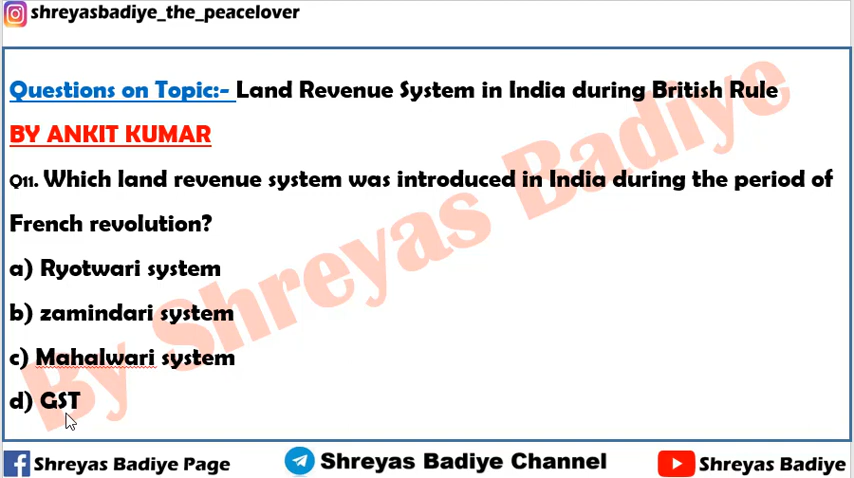 shreyasbadiye_the_peacelover
Questions on Topic:- Land Revenue System in India during British Rule
BY ANKIT KUMAR
Q11. Which land revenue system was introduced in India during the period of
French revolution?
a) Ryotwari system
b) zamindari system
c) Mahalwari system
d) GST
By Shreyas Badiye
Shreyas Badiye Page
Shreyas Badiye Channel
Shreyas Badiye